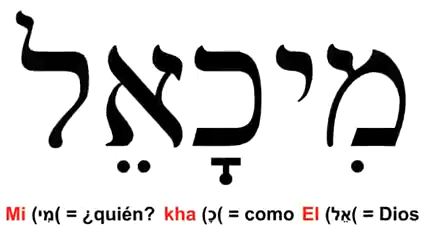 מִיכָאֵל
Mi (מִי)( = ¿quién? kha (כָ)( = como El (אֵל)( = Dios